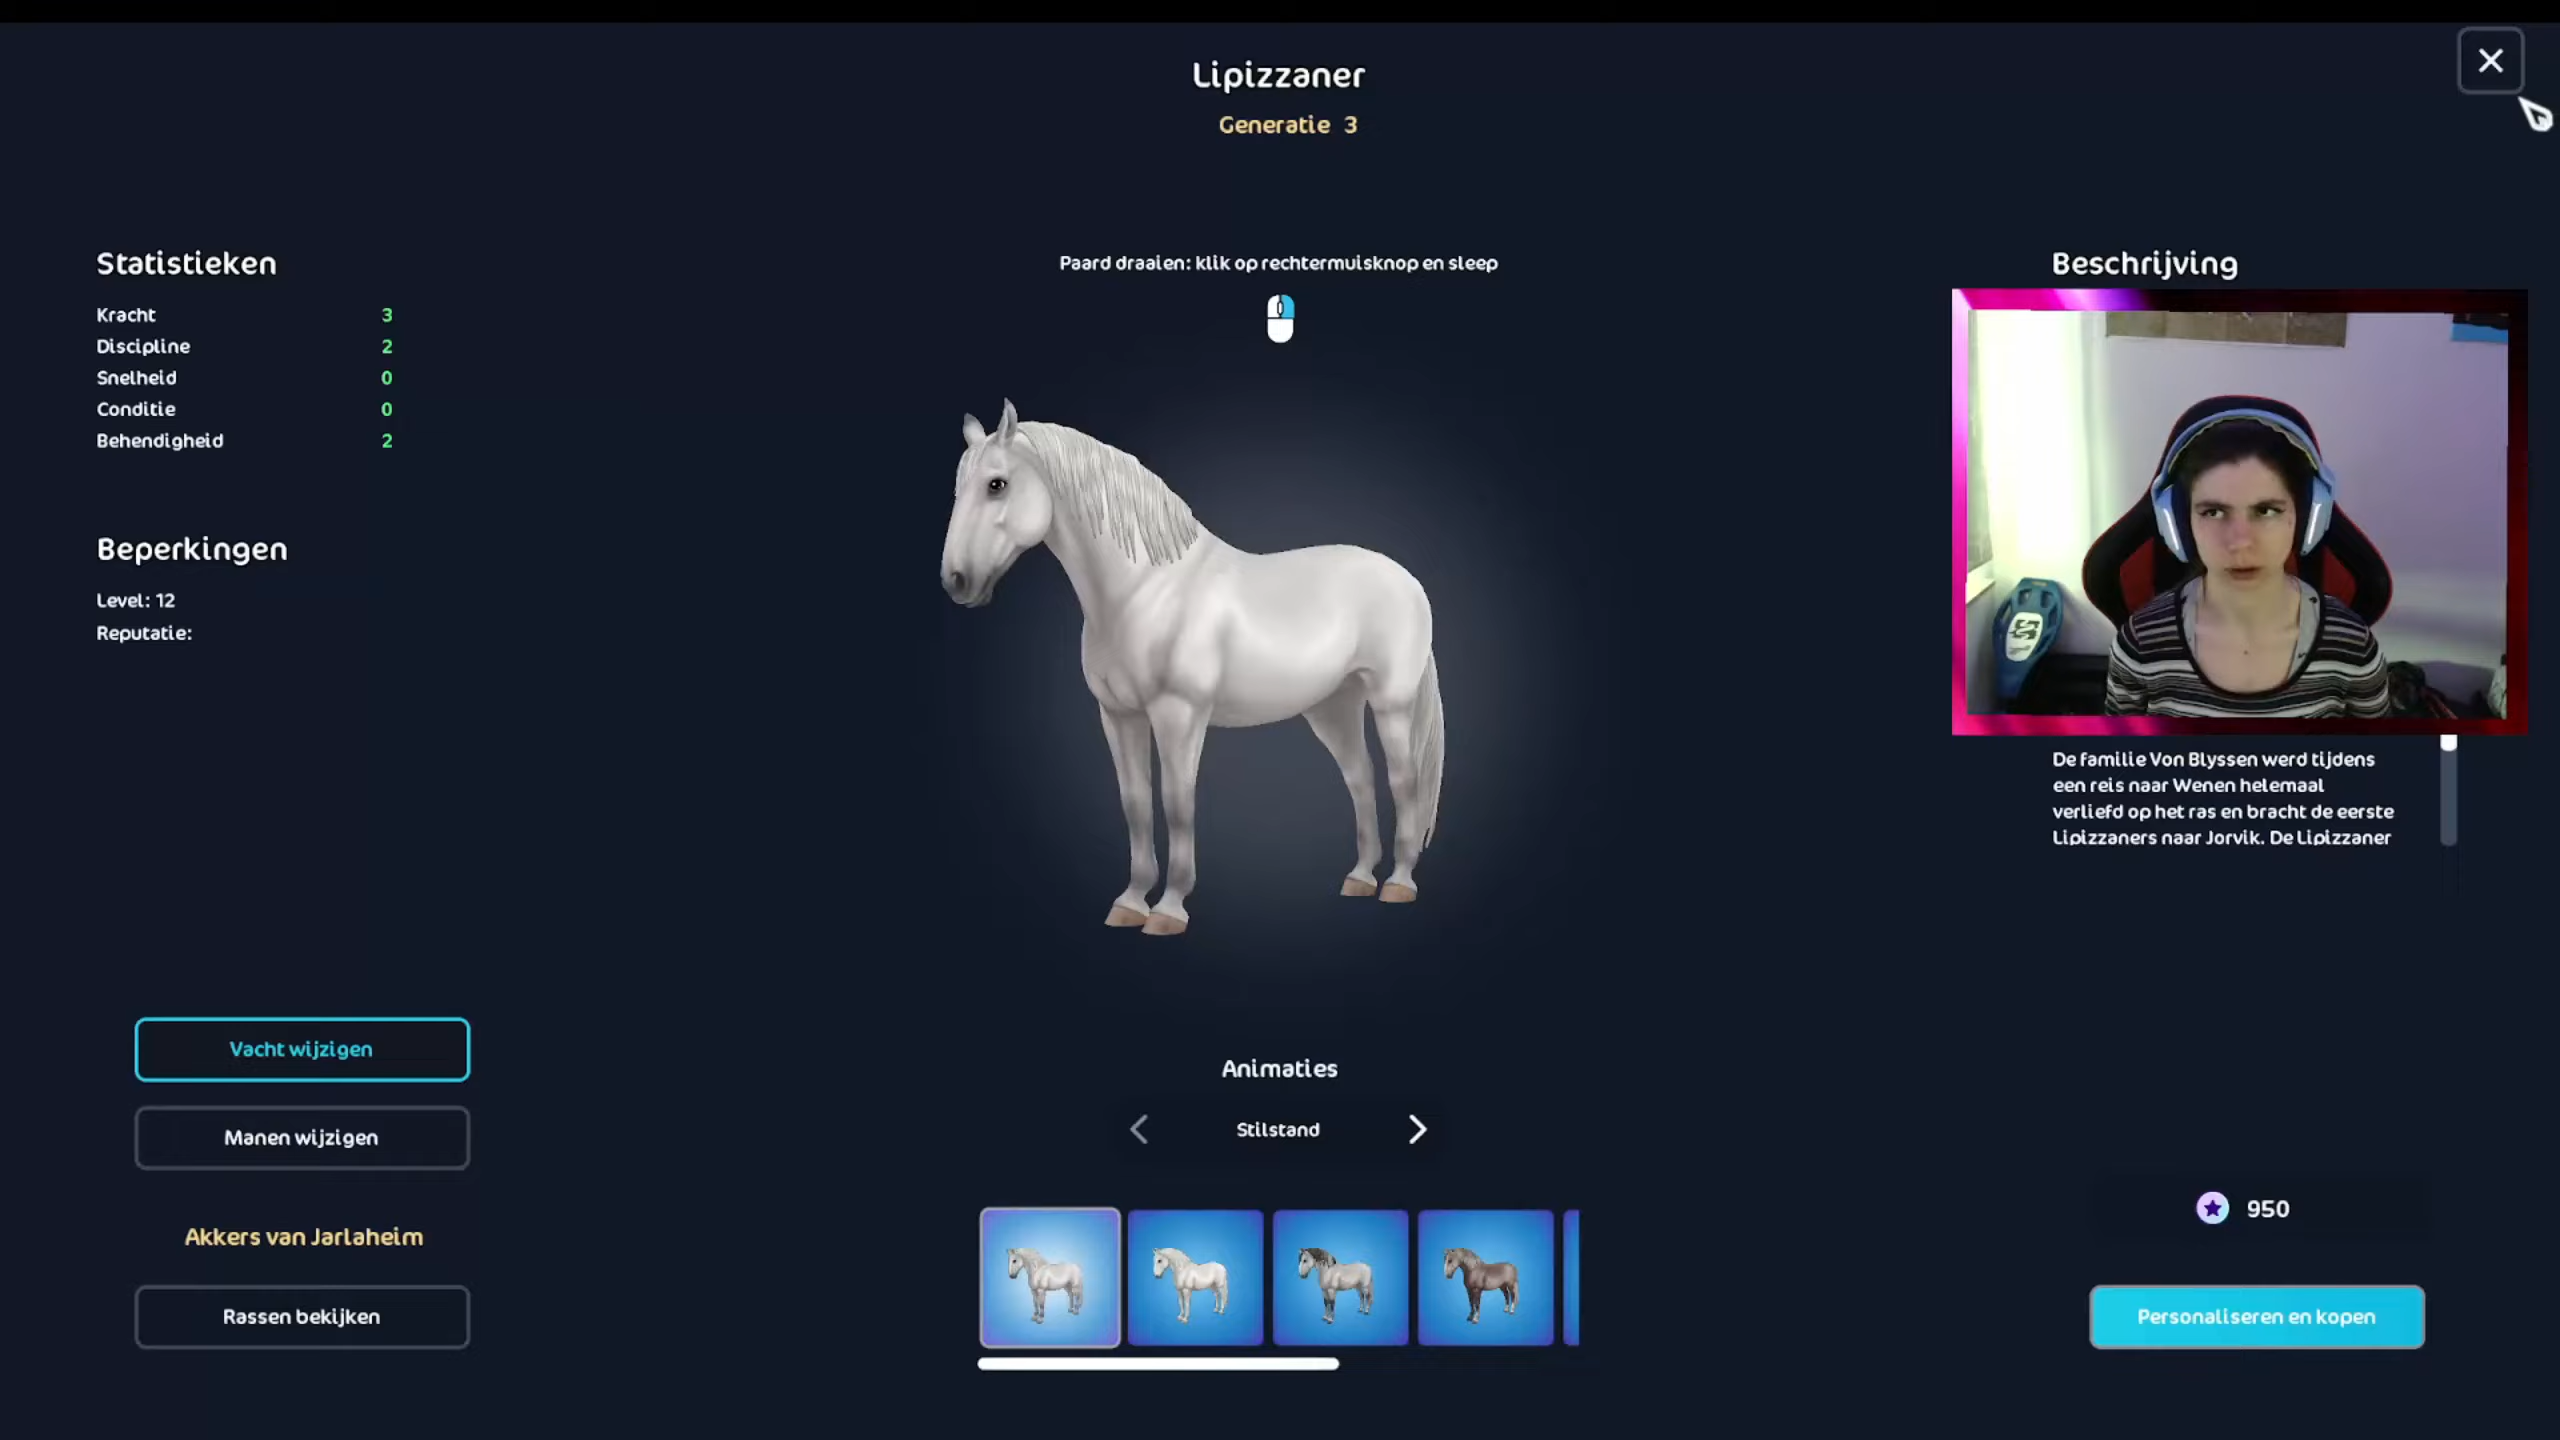 Lipizzaner
Generatie 3
Statistieken
Kracht 3
Discipline 2
Snelheid 0
Conditie 0
Behendigheid 2
Beperkingen
Level: 12
Reputatie:
Paard draaien: klik op rechtermuisknop en sleep
Beschrijving
De familie Von Blyssen werd tijdens
een reis naar Wenen helemaal
verliefd op het ras en bracht de eerste
Lipizzaners naar Jorvik. De Lipizzaner
Vacht wijzigen
Manen wijzigen
Akkers van Jarlaheim
Rassen bekijken
Animaties
Stilstand
950
Personaliseren en kopen